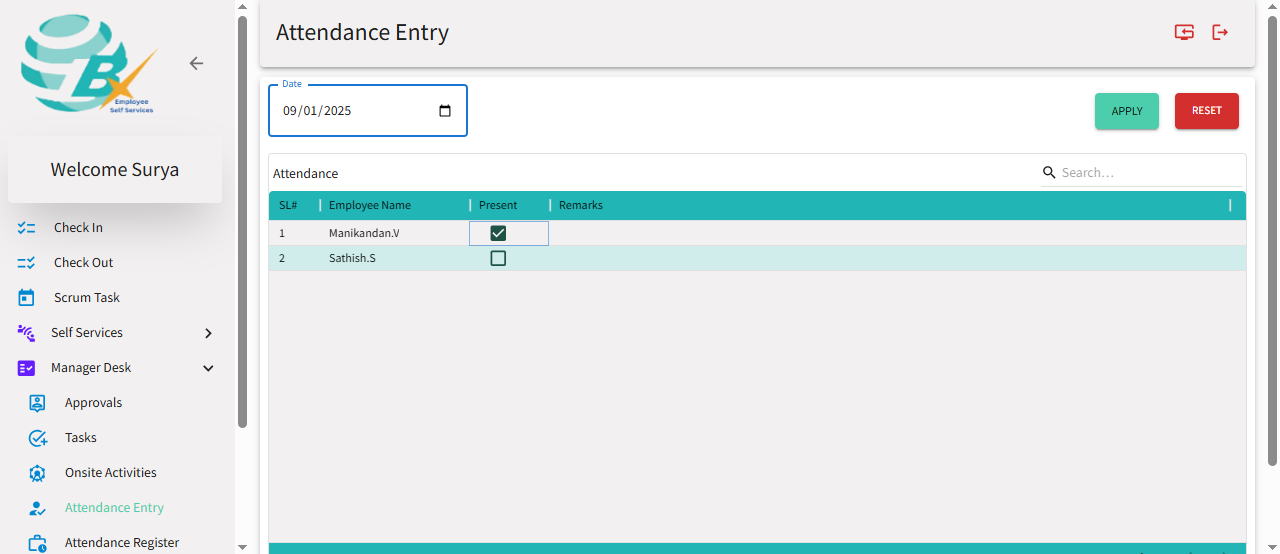 Attendance Entry
BX
Employee
Self Services
Date
09/01/2025
APPLY
RESET
Welcome Surya
Attendance
Search…
SL#
Employee Name
Present
Remarks
1
Manikandan.V
2
Sathish.S
Check In
Check Out
Scrum Task
Self Services
Manager Desk
Approvals
Tasks
Onsite Activities
Attendance Entry
Attendance Register